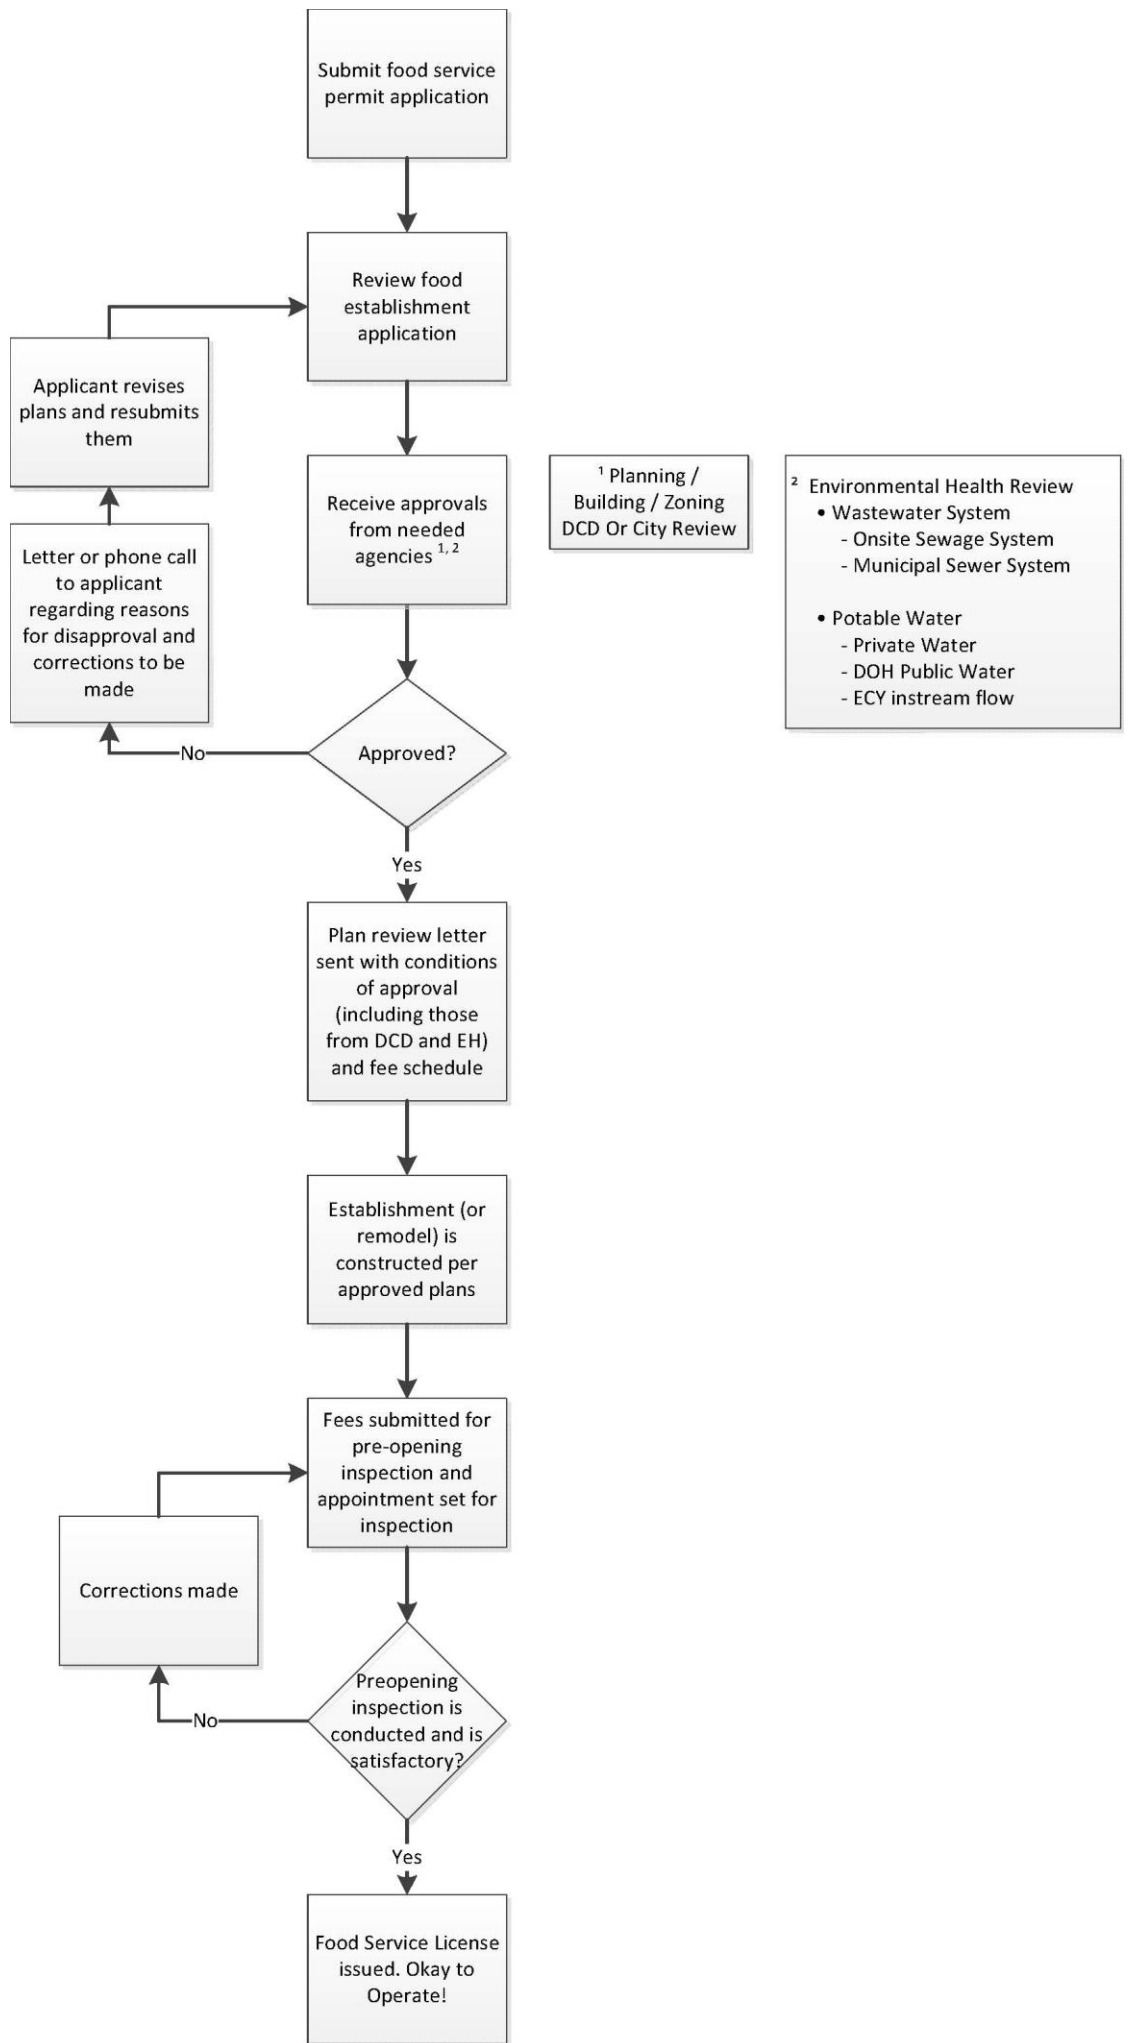 Submit food service
permit application
Review food
establishment
application
Applicant revises
plans and resubmits
them
Receive approvals
from needed
agencies ¹, ²
¹ Planning /
Building / Zoning
DCD Or City Review
² Environmental Health Review
• Wastewater System
- Onsite Sewage System
- Municipal Sewer System
• Potable Water
- Private Water
- DOH Public Water
- ECY instream flow
Letter or phone call
to applicant
regarding reasons
for disapproval and
corrections to be
made
No
Approved?
Yes
Plan review letter
sent with conditions
of approval
(including those
from DCD and EH)
and fee schedule
Establishment (or
remodel) is
constructed per
approved plans
Fees submitted for
pre-opening
inspection and
appointment set for
inspection
Corrections made
No
Preopening
inspection is
conducted and is
satisfactory?
Yes
Food Service License
issued. Okay to
Operate!